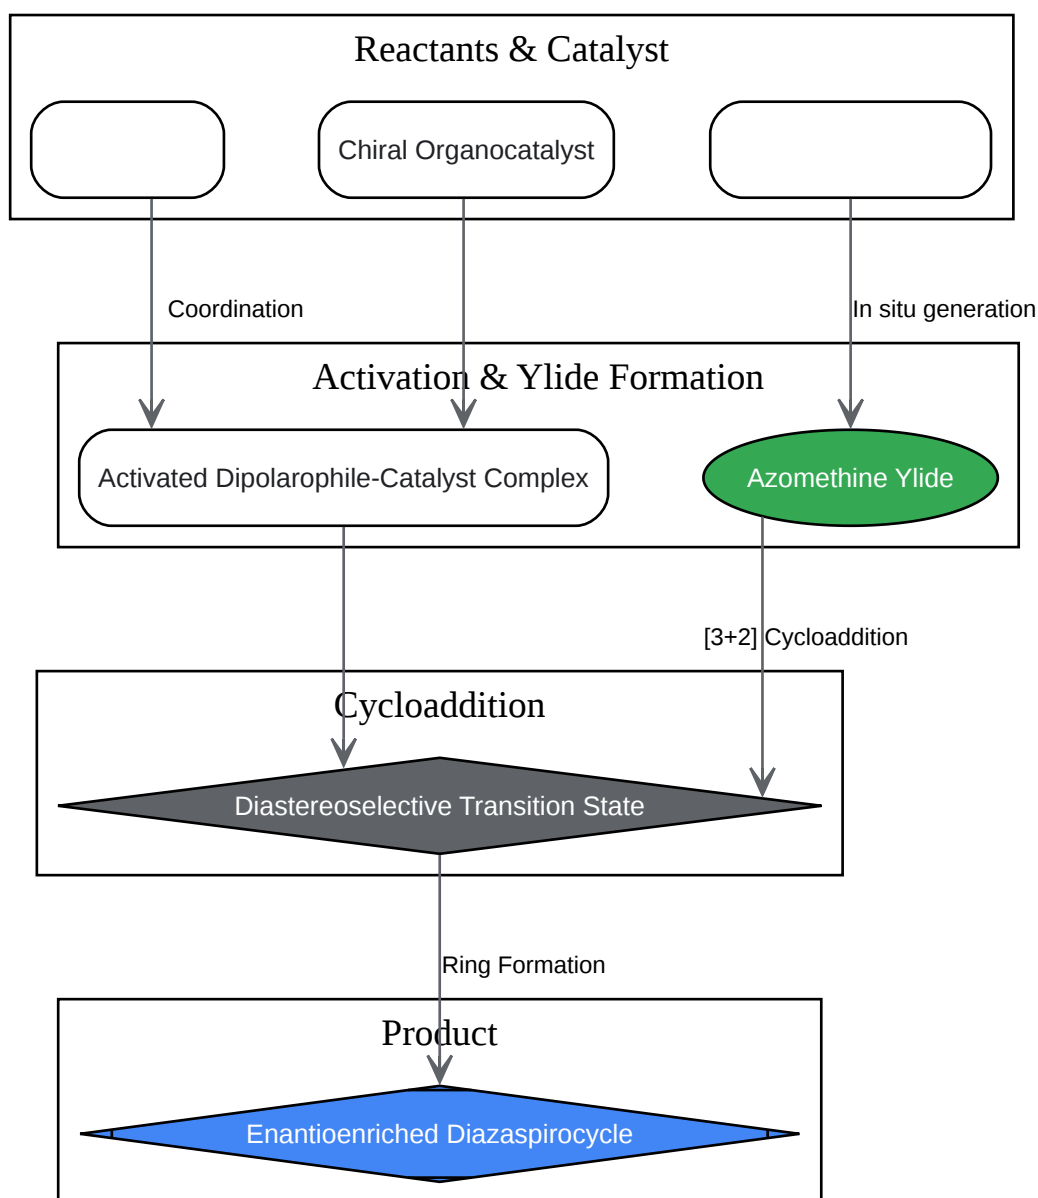 Reactants & Catalyst
Chiral Organocatalyst
Coordination
In situ generation
Activation & Ylide Formation
Activated Dipolarophile-Catalyst Complex
Azomethine Ylide
[3+2] Cycloaddition
Cycloaddition
Diastereoselective Transition State
Ring Formation
Product
Enantioenriched Diazaspirocycle